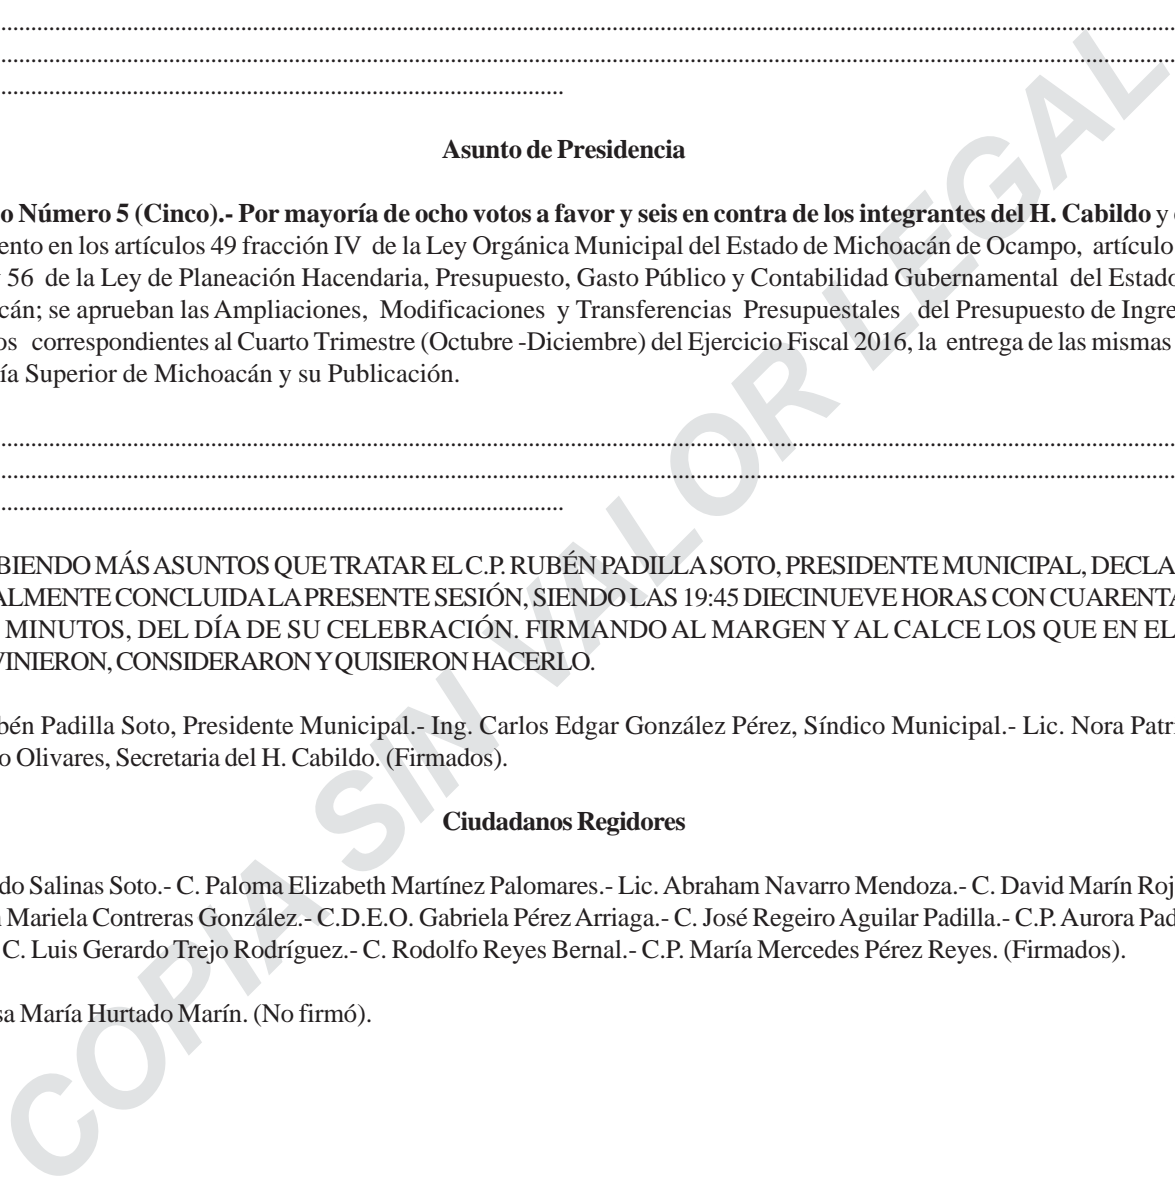 ..........
..........
..........
Asunto de Presidencia
o Número 5 (Cinco).- Por mayoría de ocho votos a favor y seis en contra de los integrantes del H. Cabildo y
ento en los artículos 49 fracción IV de la Ley Orgánica Municipal del Estado de Michoacán de Ocampo, artículo
56 de la Ley de Planeación Hacendaria, Presupuesto, Gasto Público y Contabilidad Gubernamental del Estado
cán; se aprueban las Ampliaciones, Modificaciones y Transferencias Presupuestales del Presupuesto de Ingre
os correspondientes al Cuarto Trimestre (Octubre -Diciembre) del Ejercicio Fiscal 2016, la entrega de las mismas
ía Superior de Michoacán y su Publicación.
..........
..........
..........
BIENDO MÁS ASUNTOS QUE TRATAR EL C.P. RUBÉN PADILLA SOTO, PRESIDENTE MUNICIPAL, DECLA
ALMENTE CONCLUIDA LA PRESENTE SESIÓN, SIENDO LAS 19:45 DIECINUEVE HORAS CON CUARENTA
MINUTOS, DEL DÍA DE SU CELEBRACIÓN. FIRMANDO AL MARGEN Y AL CALCE LOS QUE EN EL
VINIERON, CONSIDERARON Y QUISIERON HACERLO.
bén Padilla Soto, Presidente Municipal.- Ing. Carlos Edgar González Pérez, Síndico Municipal.- Lic. Nora Patri
o Olivares, Secretaria del H. Cabildo. (Firmados).
Ciudadanos Regidores
do Salinas Soto.- C. Paloma Elizabeth Martínez Palomares.- Lic. Abraham Navarro Mendoza.- C. David Marín Roj
n Mariela Contreras González.- C.D.E.O. Gabriela Pérez Arriaga.- C. José Regeiro Aguilar Padilla.- C.P. Aurora Pad
C. Luis Gerardo Trejo Rodríguez.- C. Rodolfo Reyes Bernal.- C.P. María Mercedes Pérez Reyes. (Firmados).
sa María Hurtado Marín. (No firmó).
COPIA SIN VALOR LEGAL